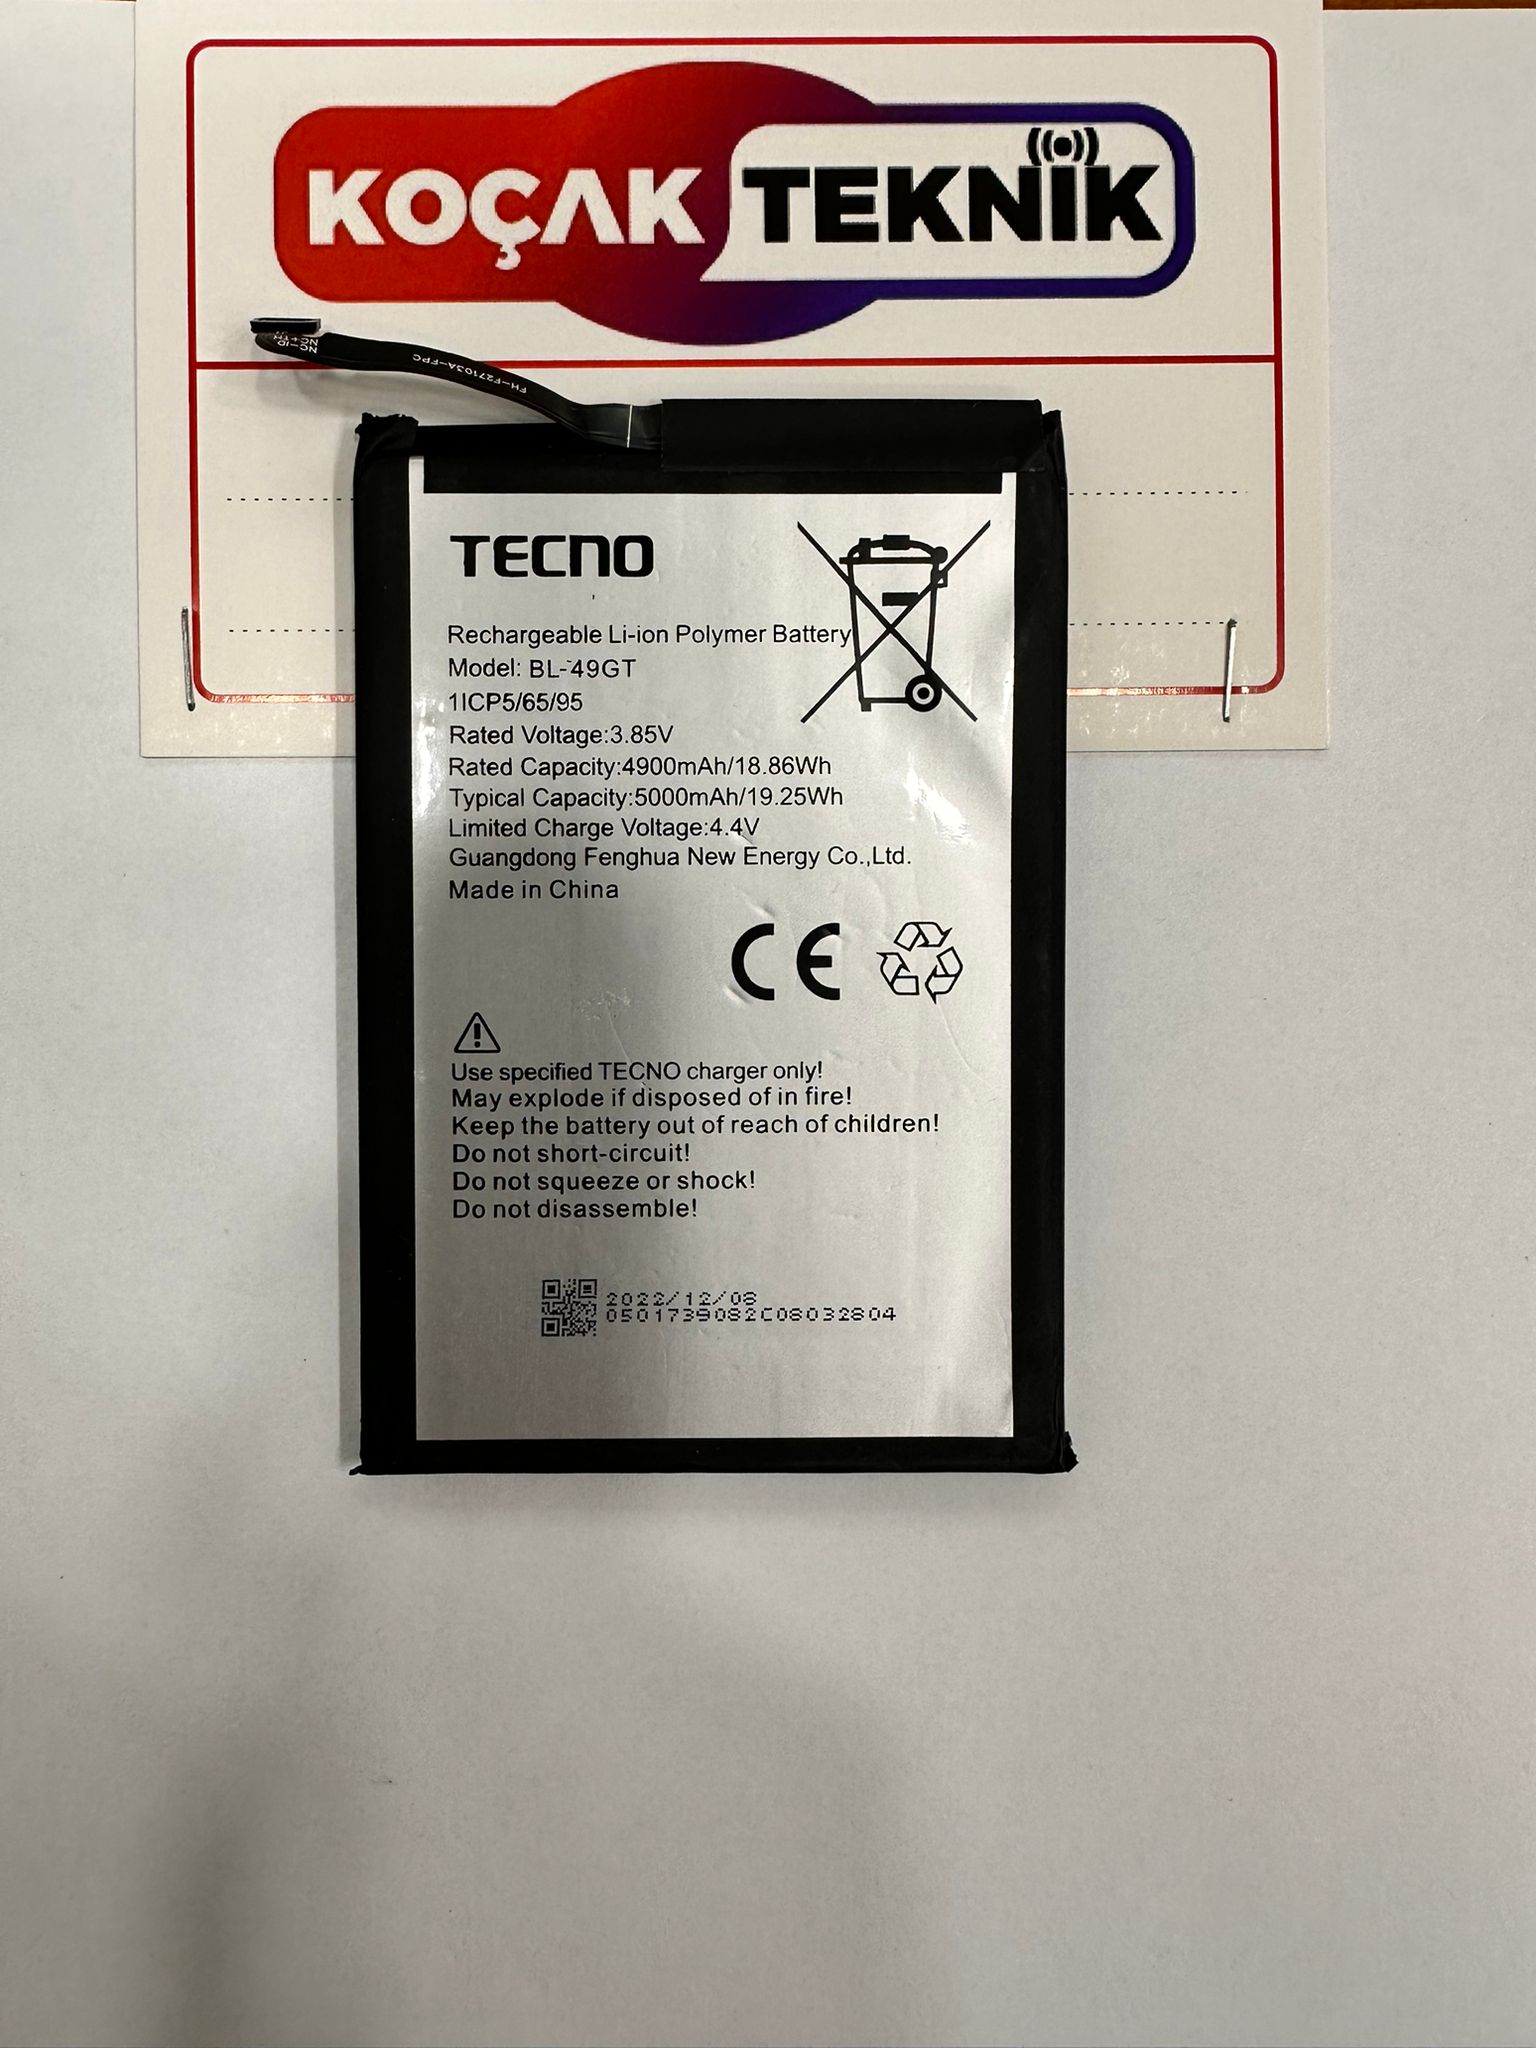 KOÇAK TEKNİK
NC-ID
FH-F27103A-FPC
TECNO
Rechargeable Li-ion Polymer Battery
Model: BL-49GT
1ICP5/65/95
Rated Voltage:3.85V
Rated Capacity:4900mAh/18.86Wh
Typical Capacity:5000mAh/19.25Wh
Limited Charge Voltage:4.4V
Guangdong Fenghua New Energy Co.,Ltd.
Made in China
CE
Use specified TECNO charger only!
May explode if disposed of in fire!
Keep the battery out of reach of children!
Do not short-circuit!
Do not squeeze or shock!
Do not disassemble!
2022/12/08
0501739082C08032804